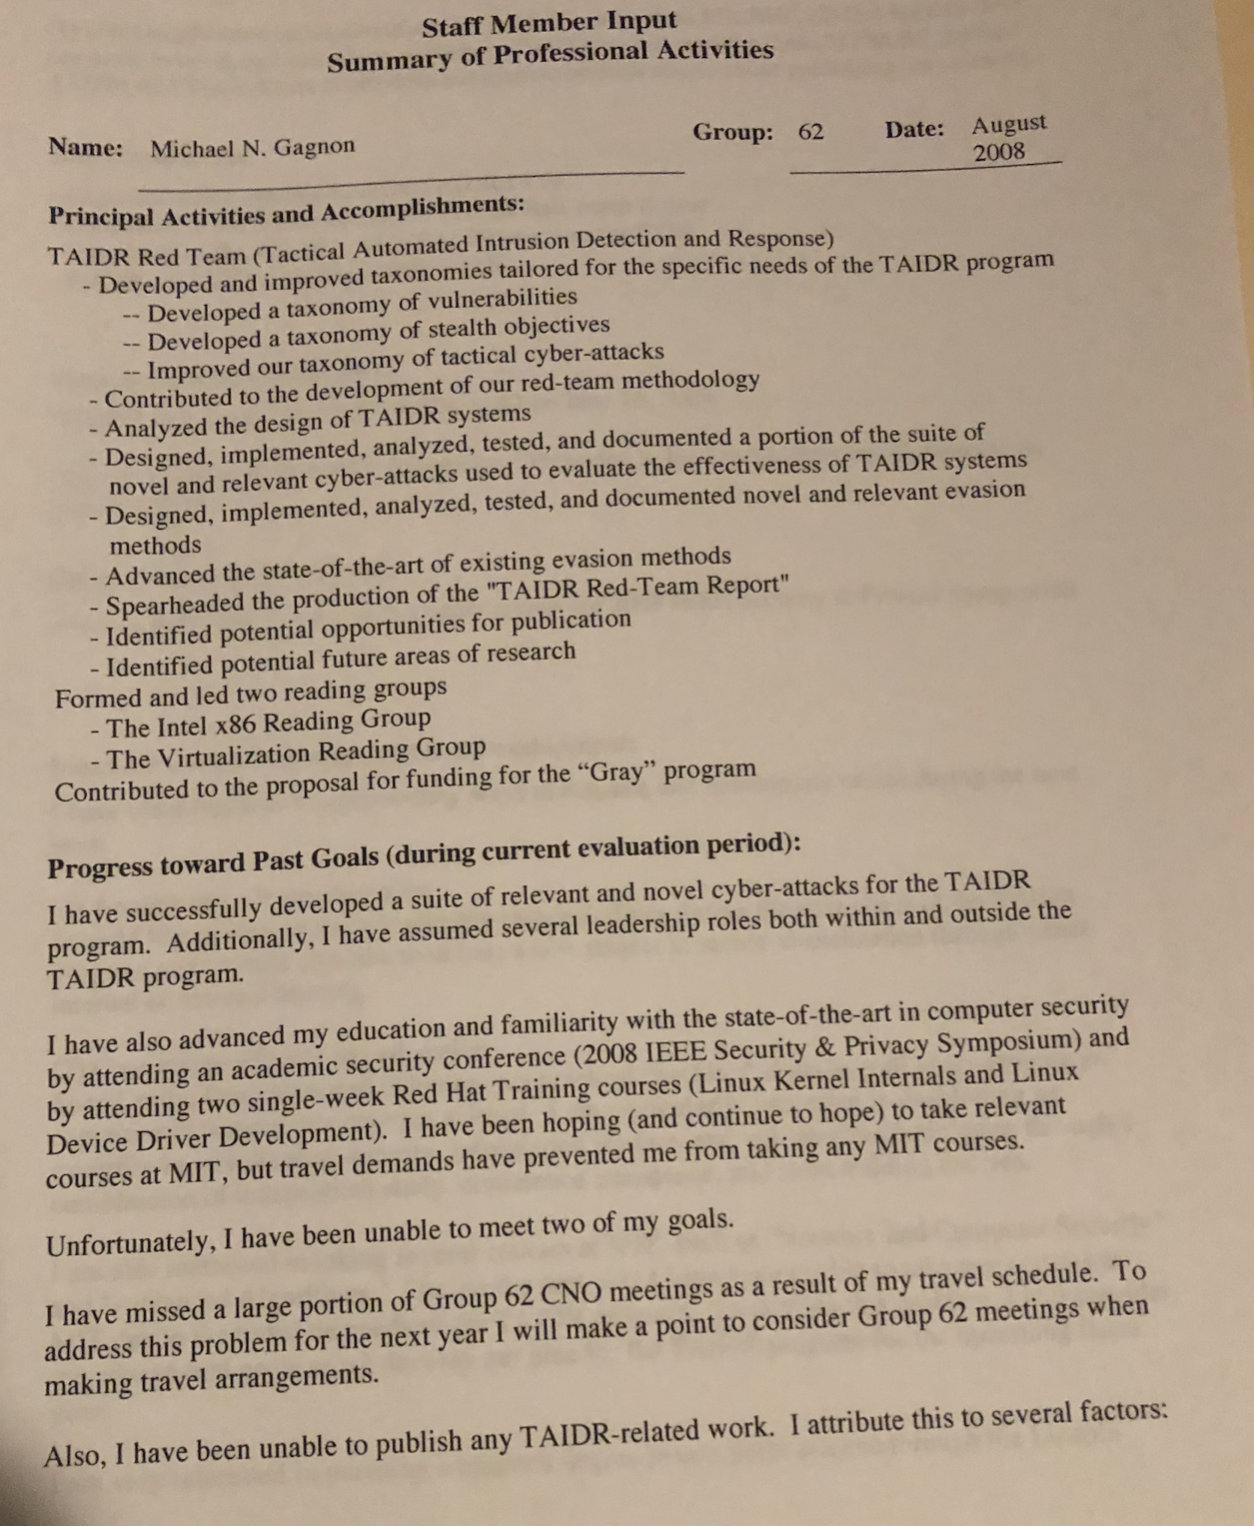 Staff Member Input
Summary of Professional Activities
Name: Michael N. Gagnon Group: 62 Date: August
2008
Principal Activities and Accomplishments:
TAIDR Red Team (Tactical Automated Intrusion Detection and Response)
- Developed and improved taxonomies tailored for the specific needs of the TAIDR program
-- Developed a taxonomy of vulnerabilities
-- Developed a taxonomy of stealth objectives
-- Improved our taxonomy of tactical cyber-attacks
- Contributed to the development of our red-team methodology
- Analyzed the design of TAIDR systems
- Designed, implemented, analyzed, tested, and documented a portion of the suite of
novel and relevant cyber-attacks used to evaluate the effectiveness of TAIDR systems
- Designed, implemented, analyzed, tested, and documented novel and relevant evasion
methods
- Advanced the state-of-the-art of existing evasion methods
- Spearheaded the production of the "TAIDR Red-Team Report"
- Identified potential opportunities for publication
- Identified potential future areas of research
Formed and led two reading groups
- The Intel x86 Reading Group
- The Virtualization Reading Group
Contributed to the proposal for funding for the “Gray” program
Progress toward Past Goals (during current evaluation period):
I have successfully developed a suite of relevant and novel cyber-attacks for the TAIDR
program. Additionally, I have assumed several leadership roles both within and outside the
TAIDR program.
I have also advanced my education and familiarity with the state-of-the-art in computer security
by attending an academic security conference (2008 IEEE Security & Privacy Symposium) and
by attending two single-week Red Hat Training courses (Linux Kernel Internals and Linux
Device Driver Development). I have been hoping (and continue to hope) to take relevant
courses at MIT, but travel demands have prevented me from taking any MIT courses.
Unfortunately, I have been unable to meet two of my goals.
I have missed a large portion of Group 62 CNO meetings as a result of my travel schedule. To
address this problem for the next year I will make a point to consider Group 62 meetings when
making travel arrangements.
Also, I have been unable to publish any TAIDR-related work. I attribute this to several factors: